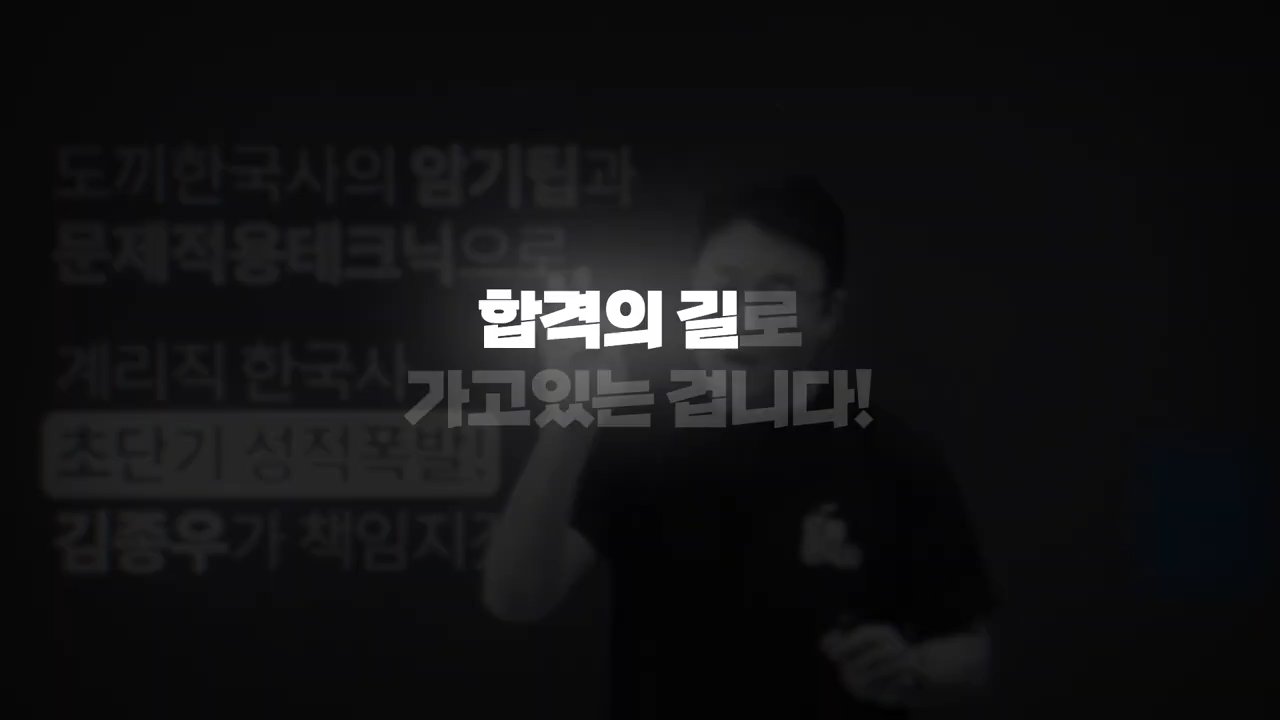 도끼한국사의 암기팁과
문제적용테크닉으로
합격의 길로
계리직 한국사
가고있는 겁니다!
초단기 성적폭발!
김종우가 책임지